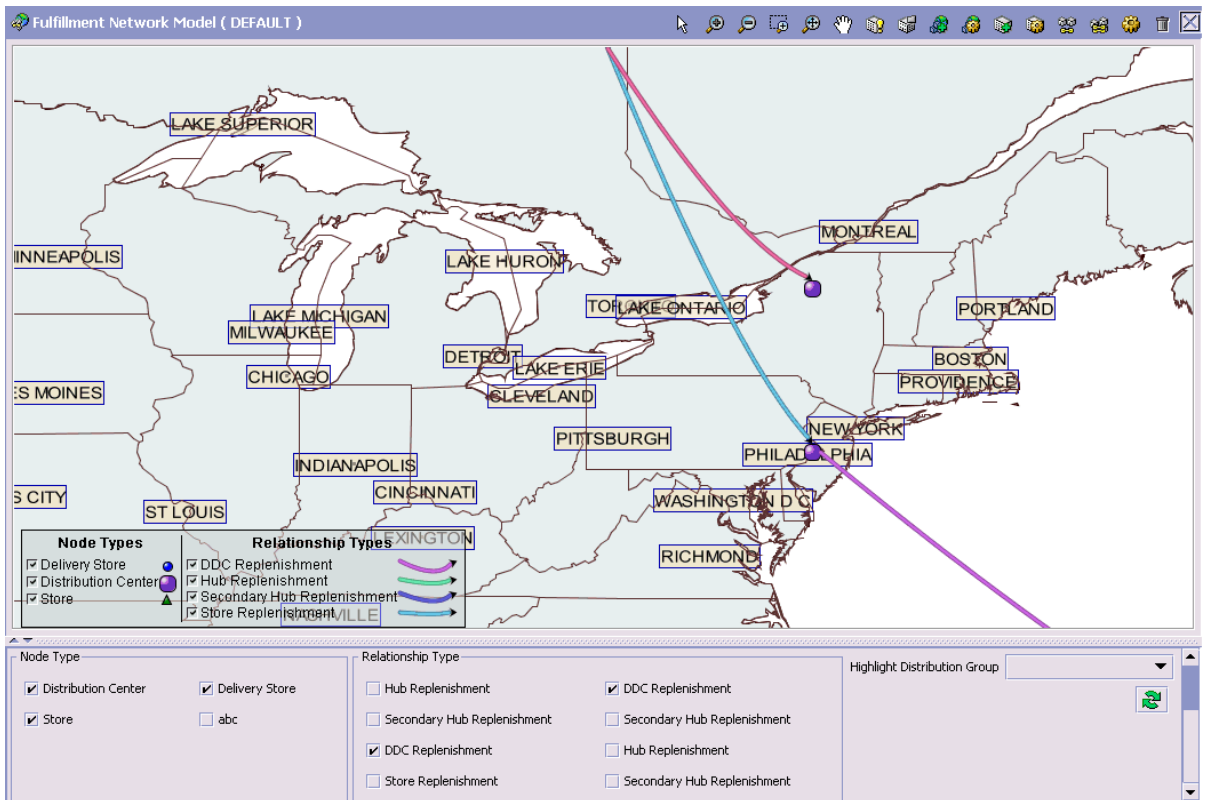 Fulfillment Network Model ( DEFAULT )
LAKE SUPERIOR
MONTREAL
INNEAPOLIS
LAKE HURON
LAKE ONTARIO
PORTLAND
LAKE MICHIGAN
MILWAUKEE
DETROIT
BOSTON
LAKE ERIE
CHICAGO
PROVIDENCE
ES MOINES
CLEVELAND
NEW YORK
PITTSBURGH
PHILADELPHIA
INDIANAPOLIS
CINCINNATI
S CITY
WASHINGTON D C
ST LOUIS
LEXINGTON
RICHMOND
NASHVILLE
Node Types
Delivery Store
Distribution Center
Store
Relationship Types
DDC Replenishment
Hub Replenishment
Secondary Hub Replenishment
Store Replenishment
Node Type
Distribution Center
Delivery Store
Store
abc
Relationship Type
Hub Replenishment
DDC Replenishment
Secondary Hub Replenishment
Secondary Hub Replenishment
DDC Replenishment
Hub Replenishment
Store Replenishment
Secondary Hub Replenishment
Highlight Distribution Group